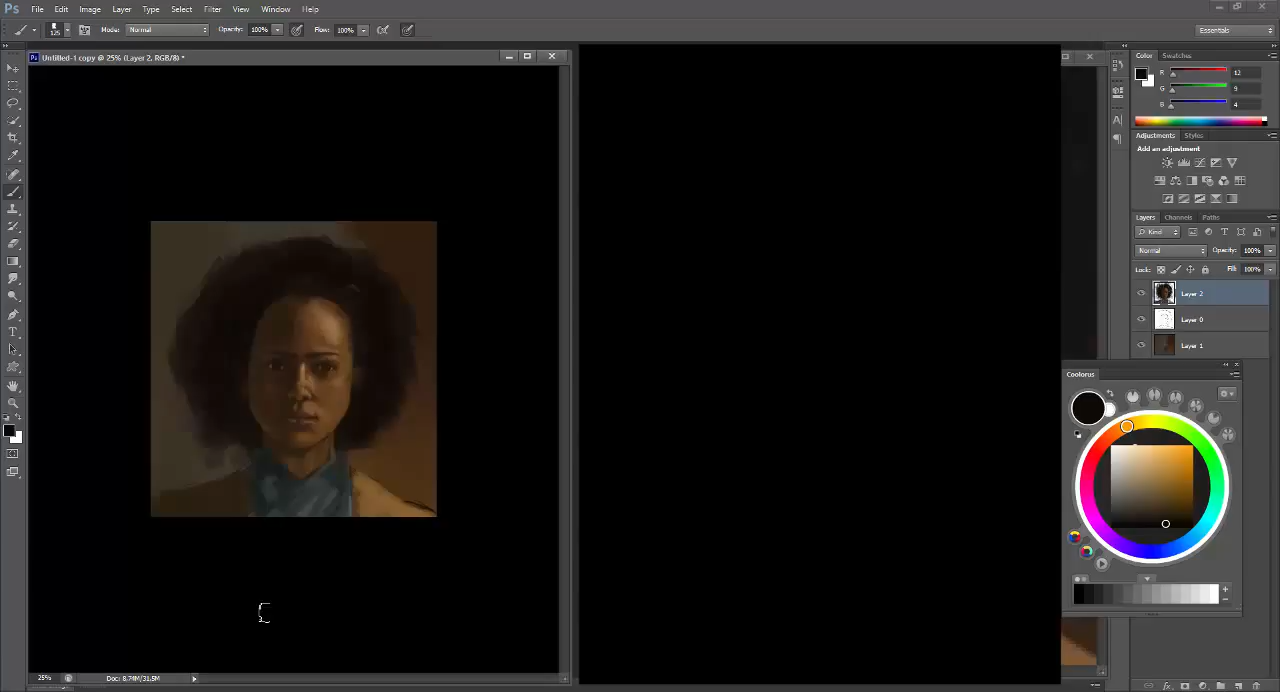 Ps File Edit Image Layer Type Select Filter View Window Help
125 Mode: Normal Opacity: 100% Flow: 100% Essentials
Untitled-1 copy @ 25% (Layer 2, RGB/8) *
Color Swatches
R 12
G 9
B 4
Adjustments Styles
Add an adjustment
Layers Channels Paths
Kind
Normal Opacity: 100%
Lock: Fill: 100%
Layer 2
Layer 0
Layer 1
Coolorus
25% Doc: 8.74M/31.5M